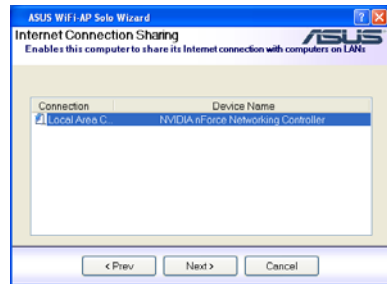 ASUS WiFi-AP Solo Wizard
Internet Connection Sharing
ASUS
Enables this computer to share its Internet connection with computers on LANs
Connection Device Name
Local Area C... NVIDIA nForce Networking Controller
< Prev Next > Cancel